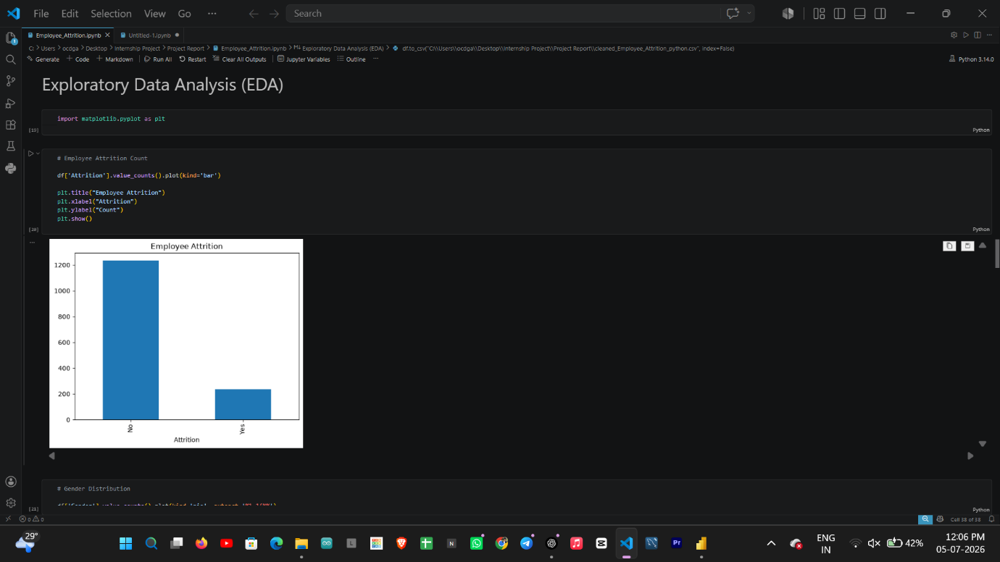 File Edit Selection View Go ··· Search
Employee_Attrition.ipynb Untitled-1.ipynb
C: > Users > ocdga > Desktop > Internship Project > Project Report > Employee_Attrition.ipynb > M↓ Exploratory Data Analysis (EDA) > df.to_csv("C:\\Users\\ocdga\\Desktop\\Internship Project\\Project Report\\cleaned_Employee_Attrition_python.csv", index=False)
Generate + Code + Markdown Run All Restart Clear All Outputs Jupyter Variables Outline ··· Python 3.14.0
Exploratory Data Analysis (EDA)
import matplotlib.pyplot as plt
[19] Python
# Employee Attrition Count
df['Attrition'].value_counts().plot(kind='bar')
plt.title("Employee Attrition")
plt.xlabel("Attrition")
plt.ylabel("Count")
plt.show()
[20] Python
Employee Attrition
1200
1000
800
600
400
200
0
No Yes
Attrition
# Gender Distribution
[21] Python
0 0 Cell 38 of 38
29° ENG IN 42% 12:06 PM
05-07-2026